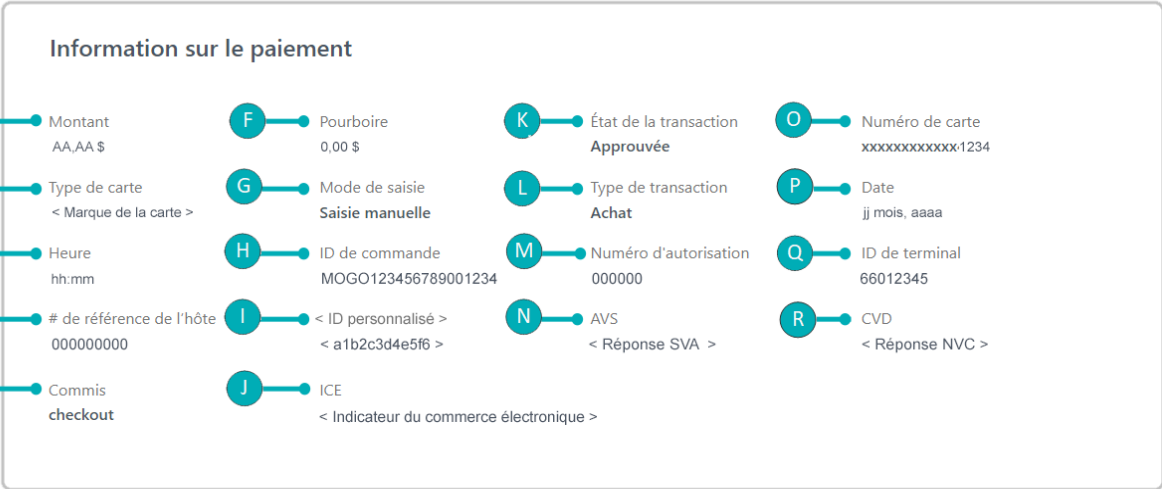 Information sur le paiement
Montant
AA,AA $
F
Pourboire
0,00 $
K
État de la transaction
Approuvée
O
Numéro de carte
xxxxxxxxxxxx1234
Type de carte
< Marque de la carte >
G
Mode de saisie
Saisie manuelle
L
Type de transaction
Achat
P
Date
jj mois, aaaa
Heure
hh:mm
H
ID de commande
MOGO123456789001234
M
Numéro d'autorisation
000000
Q
ID de terminal
66012345
# de référence de l'hôte
000000000
I
< ID personnalisé >
< a1b2c3d4e5f6 >
N
AVS
< Réponse SVA >
R
CVD
< Réponse NVC >
Commis
checkout
J
ICE
< Indicateur du commerce électronique >